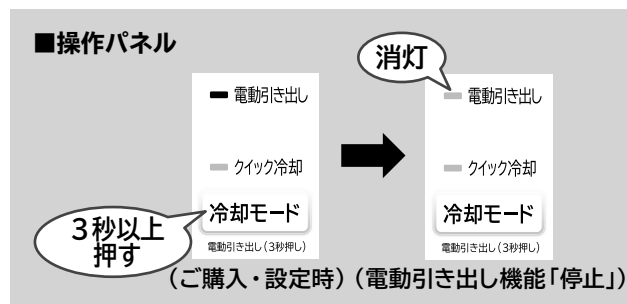 ■操作パネル
消灯
電動引き出し
電動引き出し
クイック冷却
クイック冷却
冷却モード
冷却モード
3秒以上
押す
電動引き出し(3秒押し)
電動引き出し(3秒押し)
(ご購入・設定時)(電動引き出し機能「停止」)